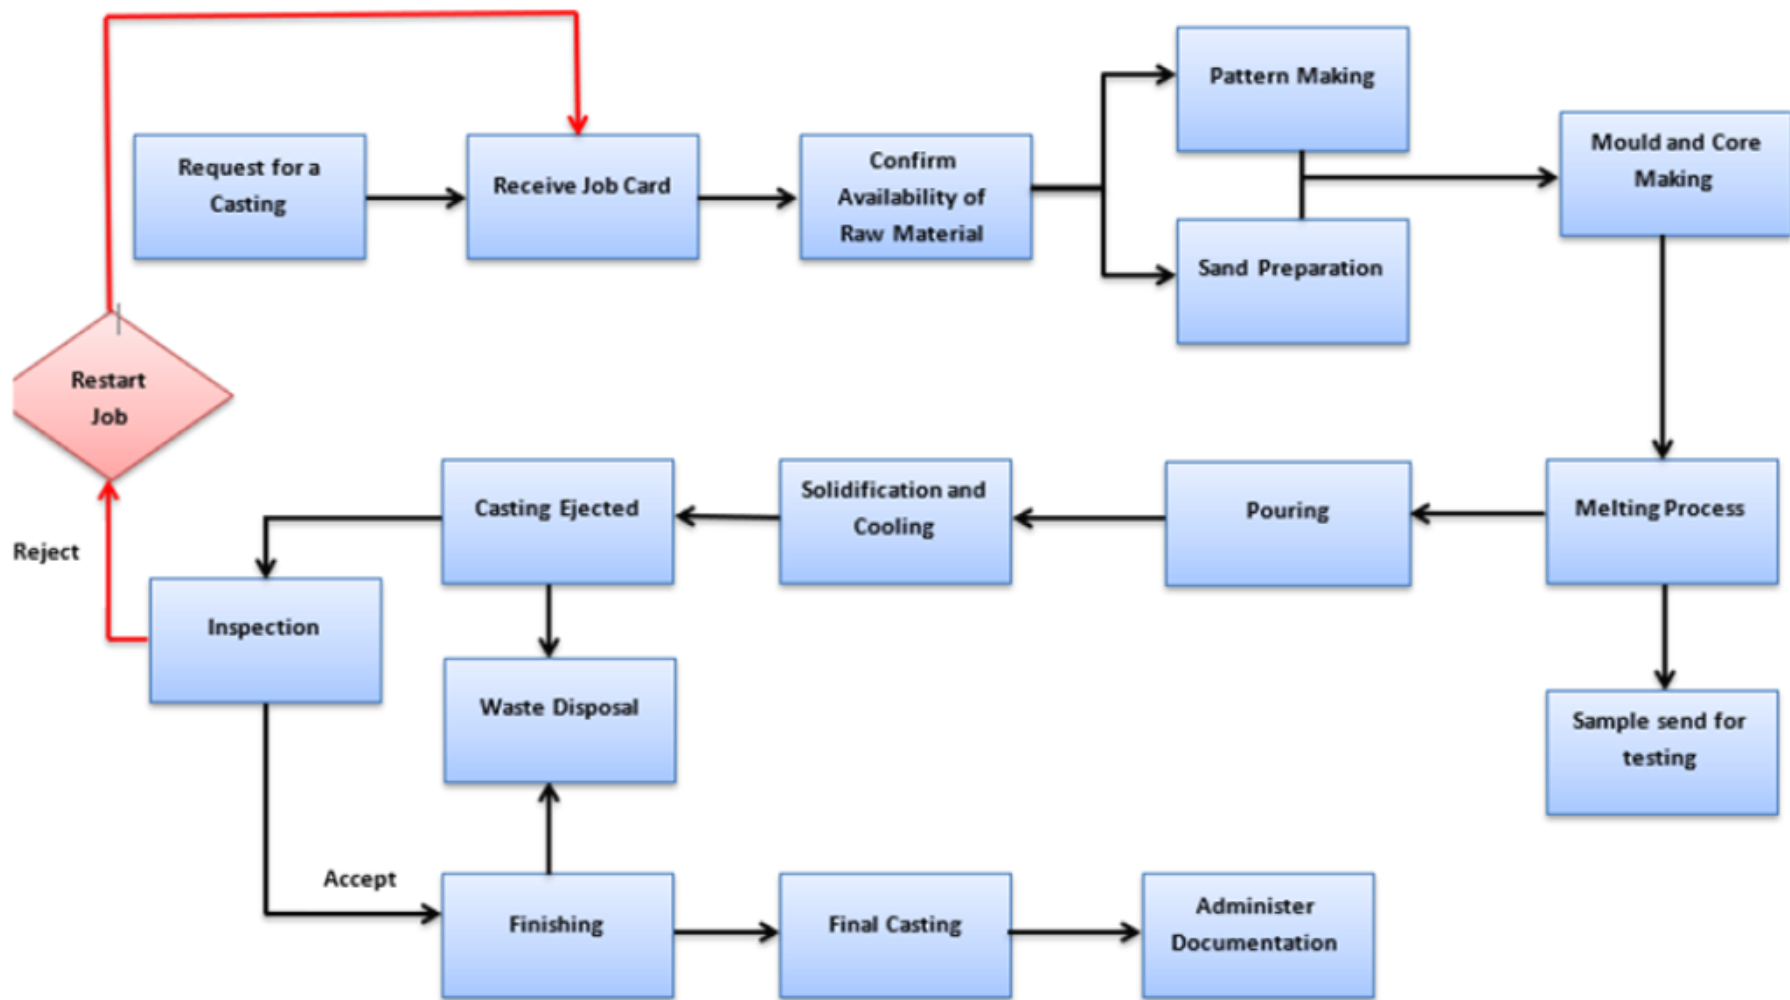 Request for a
Casting
Receive Job Card
Confirm
Availability of
Raw Material
Pattern Making
Sand Preparation
Mould and Core
Making
Restart
Job
Casting Ejected
Solidification and
Cooling
Pouring
Melting Process
Reject
Inspection
Waste Disposal
Sample send for
testing
Accept
Finishing
Final Casting
Administer
Documentation